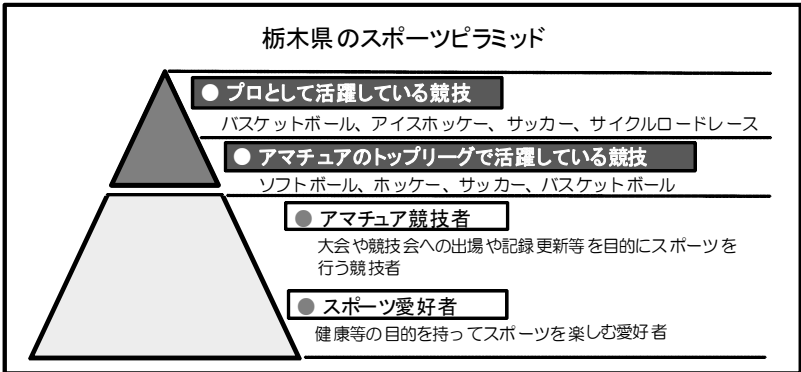 栃木県のスポーツピラミッド
● プロとして活躍している競技
バスケットボール、アイスホッケー、サッカー、サイクルロードレース
● アマチュアのトップリーグで活躍している競技
ソフトボール、ホッケー、サッカー、バスケットボール
● アマチュア競技者
大会や競技会への出場や記録更新等を目的にスポーツを
行う競技者
● スポーツ愛好者
健康等の目的を持ってスポーツを楽しむ愛好者